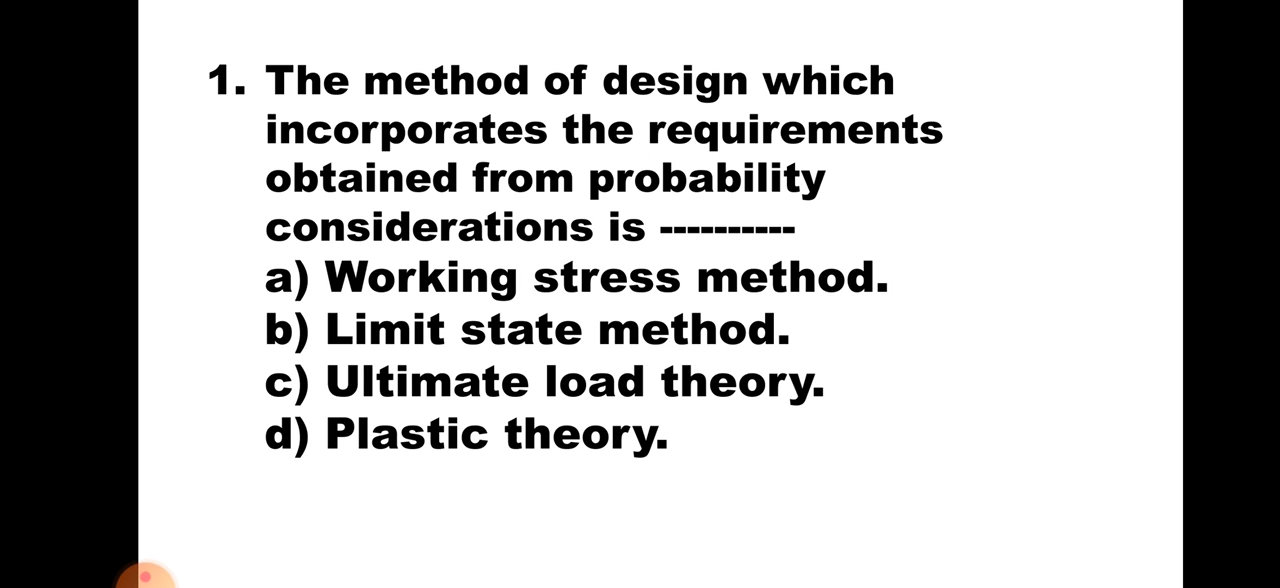 1. The method of design which
incorporates the requirements
obtained from probability
considerations is ----------
a) Working stress method.
b) Limit state method.
c) Ultimate load theory.
d) Plastic theory.